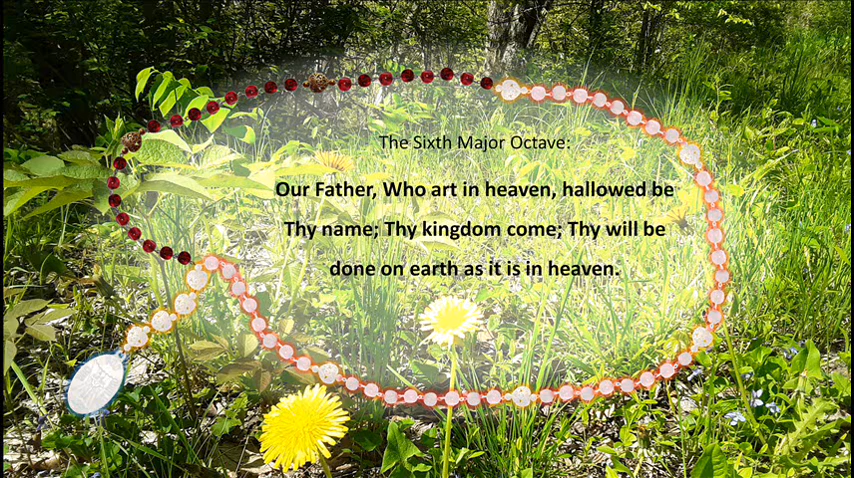 The Sixth Major Octave:
Our Father, Who art in heaven, hallowed be
Thy name; Thy kingdom come; Thy will be
done on earth as it is in heaven.